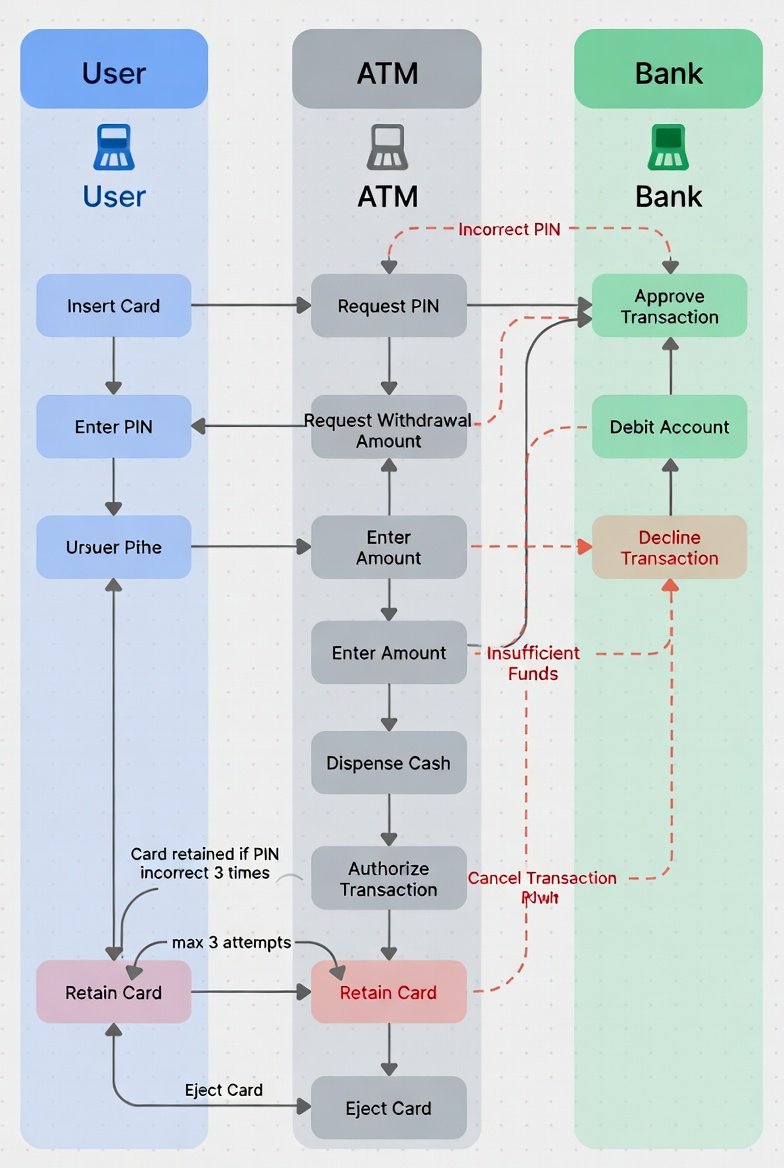 User
ATM
Bank
User
ATM
Bank
Incorrect PIN
Insert Card
Request PIN
Approve
Transaction
Enter PIN
Request Withdrawal
Amount
Debit Account
Enter
Amount
Decline
Transaction
Enter Amount
Insufficient
Funds
Dispense Cash
Card retained if PIN
incorrect 3 times
Authorize
Transaction
Cancel Transaction
max 3 attempts
Retain Card
Retain Card
Eject Card
Eject Card